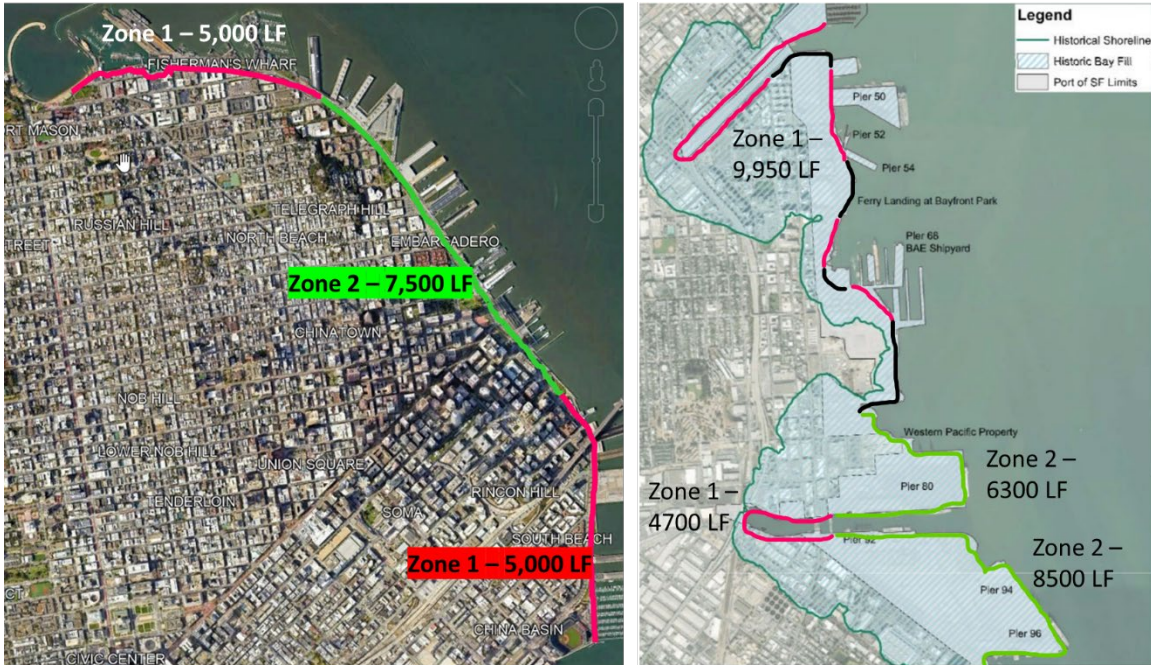 Zone 1 – 5,000 LF
FISHERMAN'S WHARF
RT MASON
RUSSIAN HILL
TELEGRAPH HILL
STREET
NORTH BEACH
EMBARCADERO
Zone 2 – 7,500 LF
CHINATOWN
NOB HILL
LOWER NOB HILL
UNION SQUARE
TENDERLOIN
RINCON HILL
SOMA
SOUTH BEACH
Zone 1 – 5,000 LF
CT
CHINA BASIN
CIVIC CENTER
Legend
Historical Shoreline
Historic Bay Fill
Port of SF Limits
Pier 50
Pier 52
Zone 1 –
9,950 LF
Pier 54
Ferry Landing at Bayfront Park
Pier 66
BAE Shipyard
Western Pacific Property
Zone 2 –
6300 LF
Pier 80
Zone 1 –
4700 LF
Pier 92
Zone 2 –
8500 LF
Pier 94
Pier 96